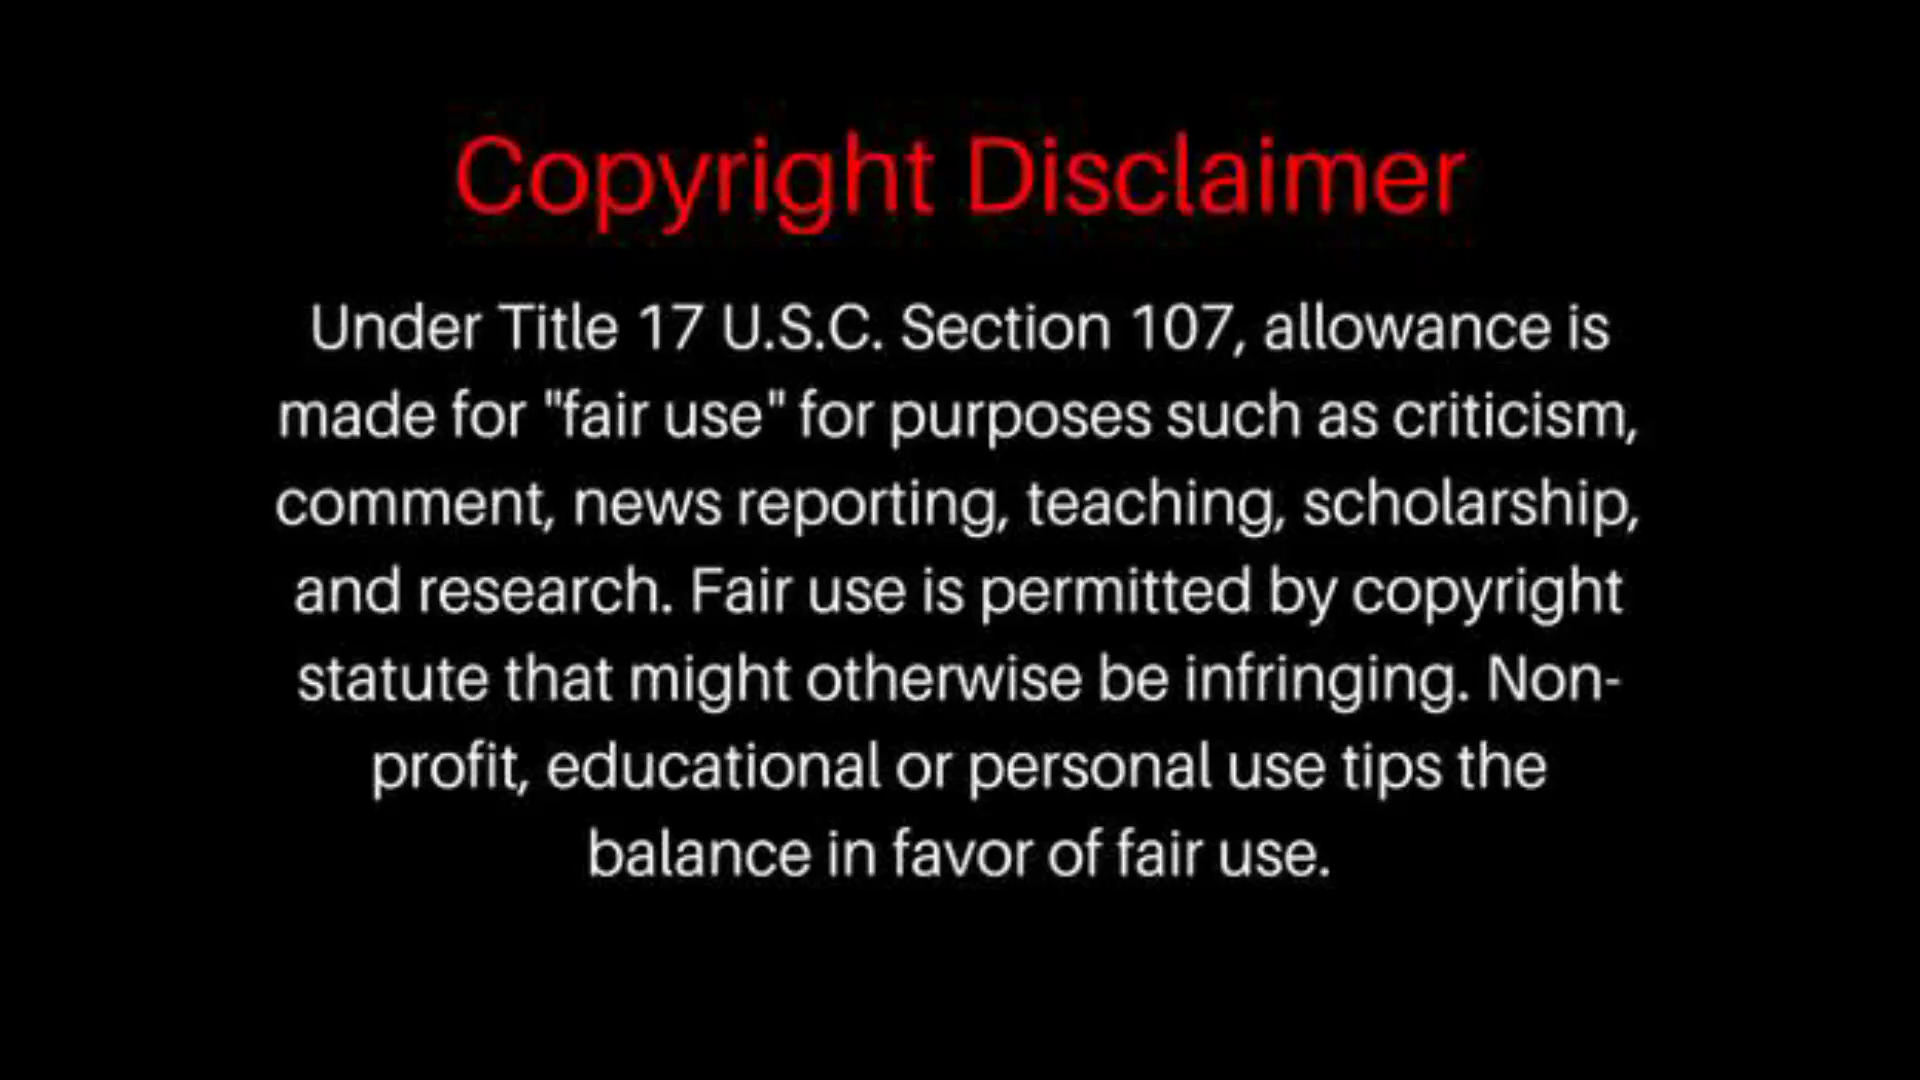 Copyright Disclaimer
Under Title 17 U.S.C. Section 107, allowance is
made for "fair use" for purposes such as criticism,
comment, news reporting, teaching, scholarship,
and research. Fair use is permitted by copyright
statute that might otherwise be infringing. Non-
profit, educational or personal use tips the
balance in favor of fair use.